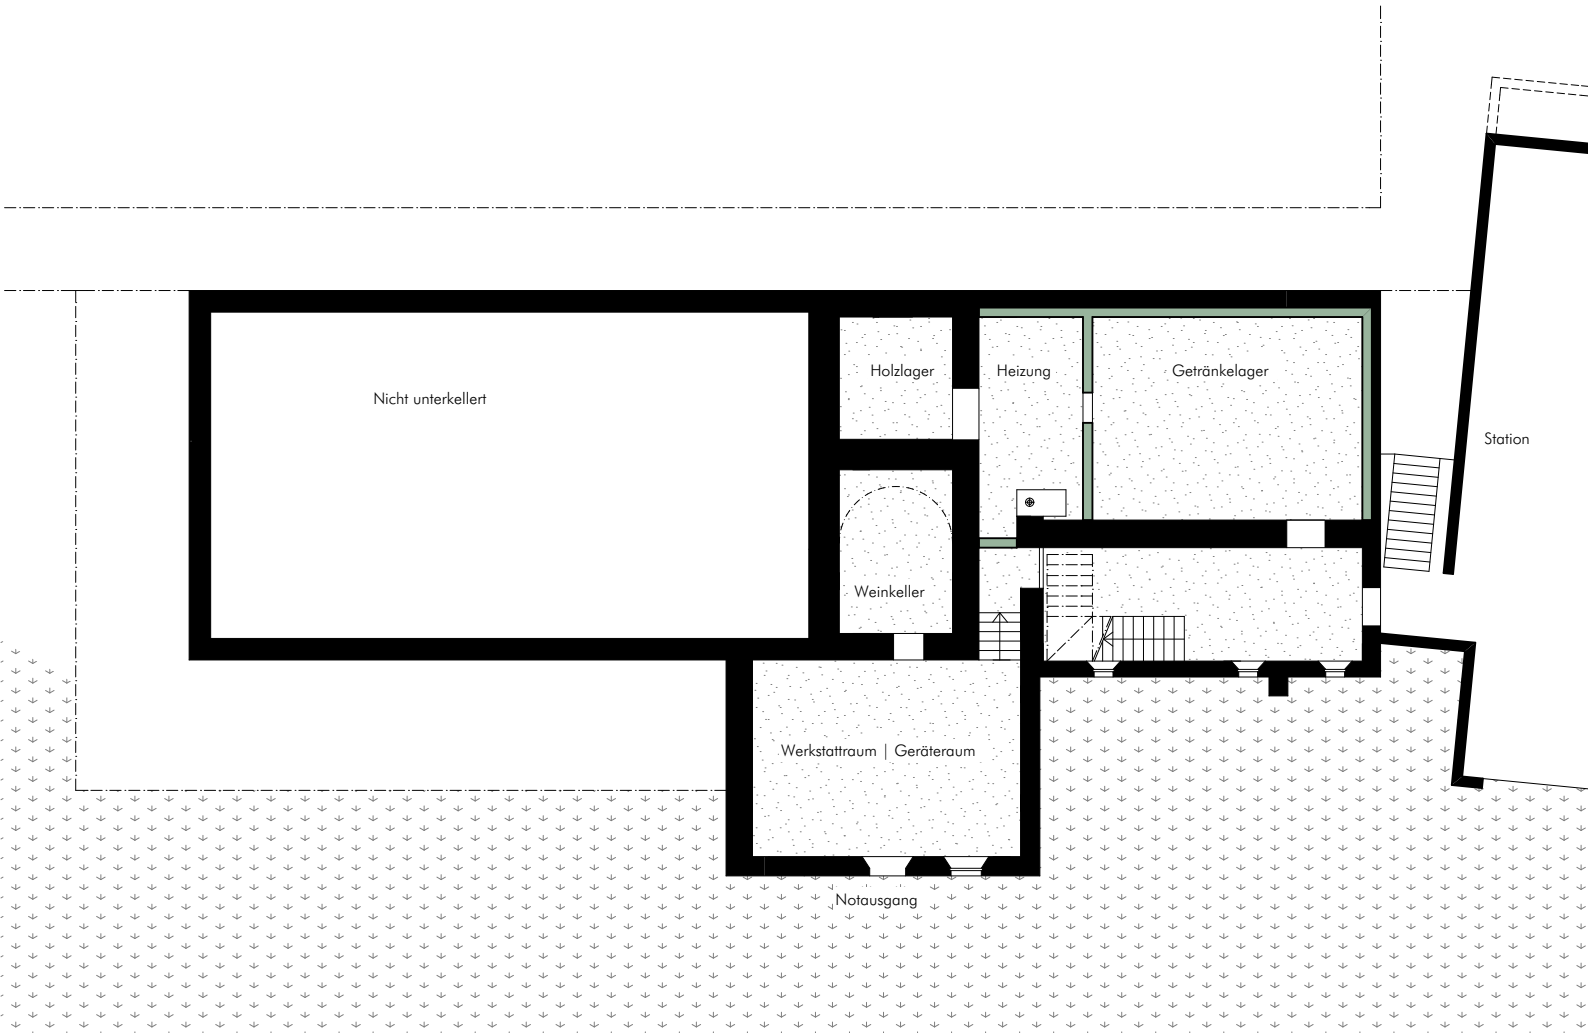 Holzlager
Heizung
Getränkelager
Nicht unterkellert
Station
Weinkeller
Werkstattraum | Geräteraum
Notausgang